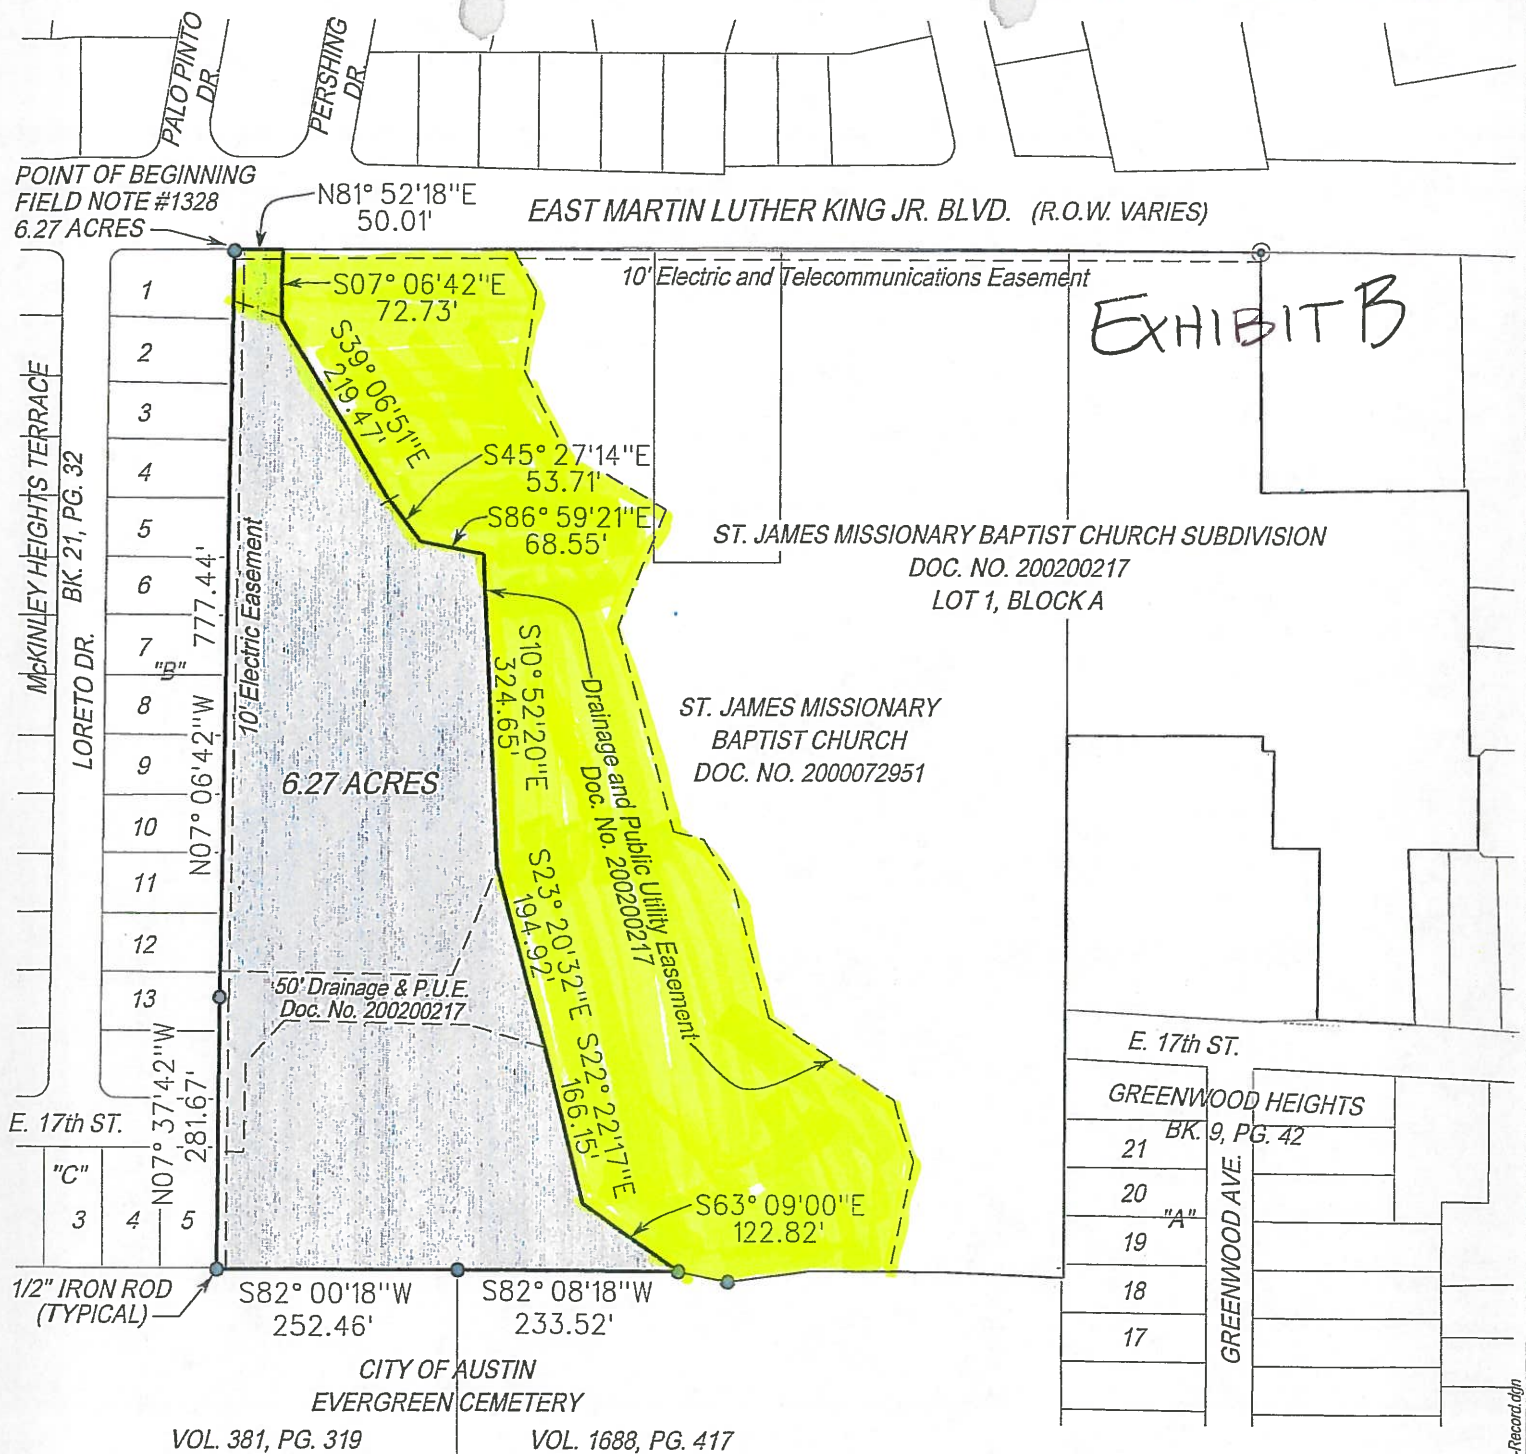 PALO PINTO
DR.
PERSHING
DR.
POINT OF BEGINNING
FIELD NOTE #1328
6.27 ACRES
N81° 52'18"E
50.01'
EAST MARTIN LUTHER KING JR. BLVD. (R.O.W. VARIES)
10' Electric and Telecommunications Easement
S07° 06'42"E
72.73'
EXHIBIT B
S39° 06'51"E
219.47'
S45° 27'14"E
53.71'
S86° 59'21"E
68.55'
1
2
3
4
5
6
7
"B"
8
9
10
11
12
13
McKINLEY HEIGHTS TERRACE
BK. 21, PG. 32
LORETO DR.
N07° 06'42"W 777.44'
10' Electric Easement
ST. JAMES MISSIONARY BAPTIST CHURCH SUBDIVISION
DOC. NO. 200200217
LOT 1, BLOCK A
S10° 52'20"E
324.65'
Drainage and Public Utility Easement
Doc. No. 200200217
ST. JAMES MISSIONARY
BAPTIST CHURCH
DOC. NO. 2000072951
6.27 ACRES
S23° 20'32"E
194.92'
50' Drainage & P.U.E.
Doc. No. 200200217
S22° 22'17"E
166.15'
N07° 37'42"W
281.67'
E. 17th ST.
"C"
3
4
5
S63° 09'00"E
122.82'
1/2" IRON ROD
(TYPICAL)
S82° 00'18"W
252.46'
S82° 08'18"W
233.52'
CITY OF AUSTIN
EVERGREEN CEMETERY
VOL. 381, PG. 319
VOL. 1688, PG. 417
E. 17th ST.
GREENWOOD HEIGHTS
BK. 9, PG. 42
21
20
"A"
19
18
17
GREENWOOD AVE.
-Record.dgn